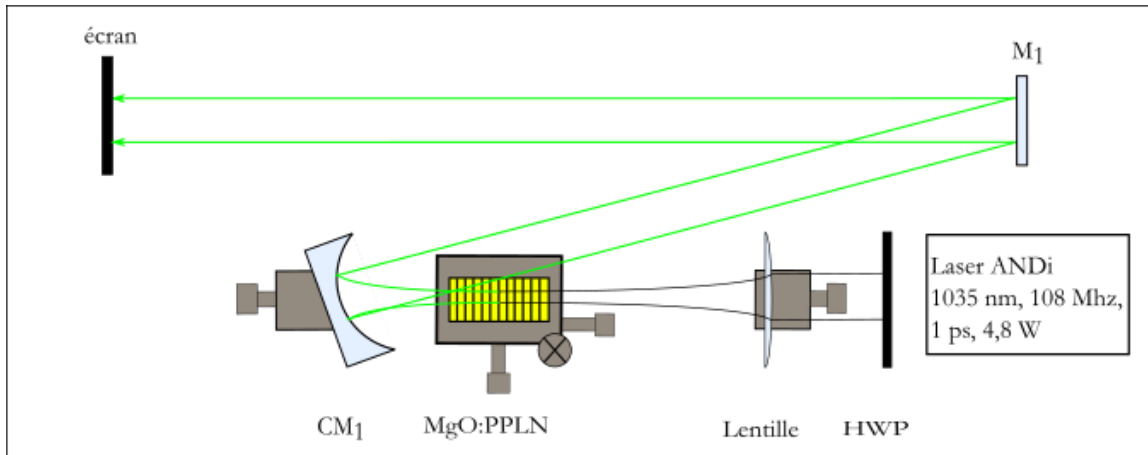 écran
M1
Laser ANDi
1035 nm, 108 Mhz,
1 ps, 4,8 W
CM1
MgO:PPLN
Lentille
HWP